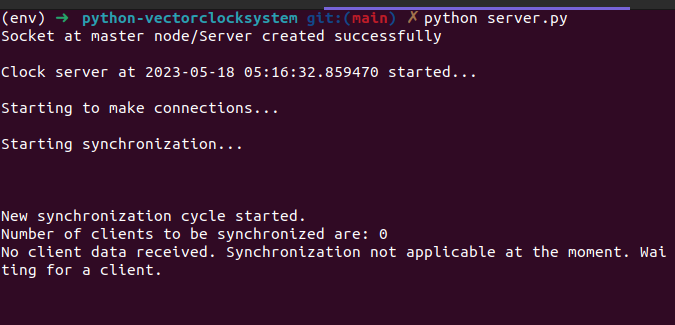 (env) ➜ python-vectorclocksystem git:(main) ✗ python server.py
Socket at master node/Server created successfully
Clock server at 2023-05-18 05:16:32.859470 started...
Starting to make connections...
Starting synchronization...
New synchronization cycle started.
Number of clients to be synchronized are: 0
No client data received. Synchronization not applicable at the moment. Wai
ting for a client.